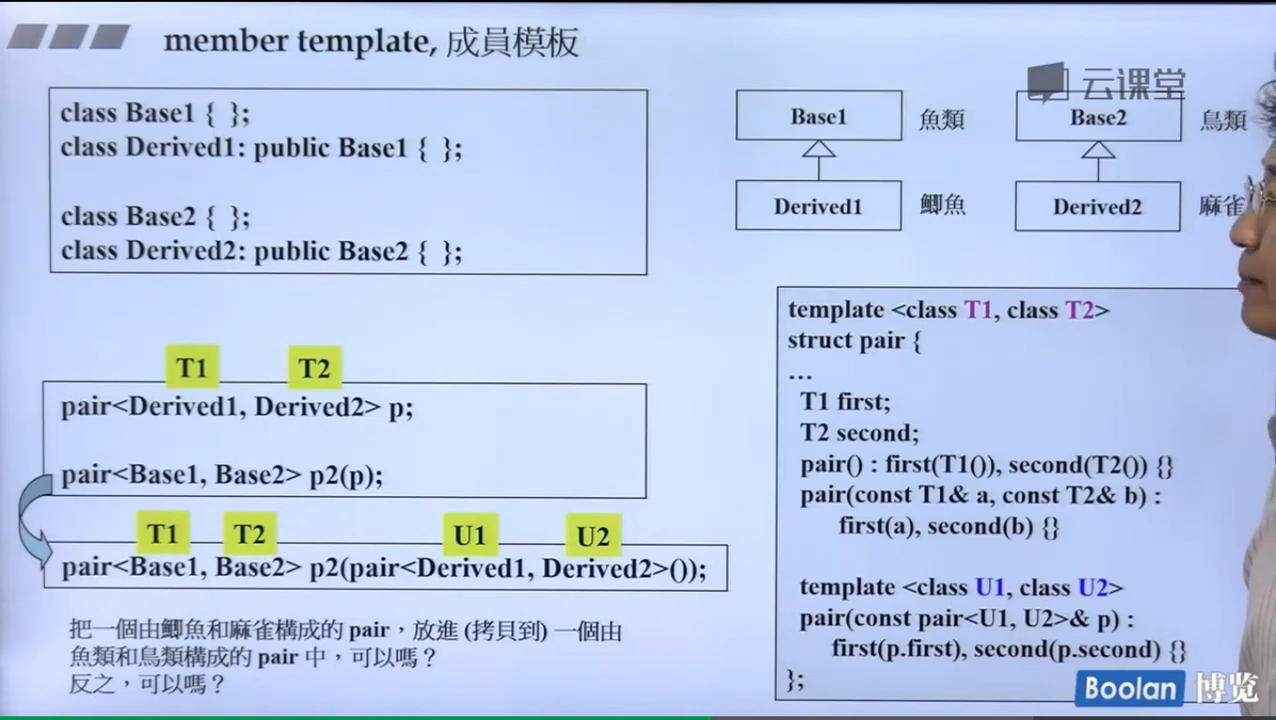 member template, 成員模板
云课堂
class Base1 { };
class Derived1: public Base1 { };
class Base2 { };
class Derived2: public Base2 { };
Base1
魚類
Base2
鳥類
Derived1
鯽魚
Derived2
麻雀
T1
T2
pair<Derived1, Derived2> p;
pair<Base1, Base2> p2(p);
T1
T2
U1
U2
pair<Base1, Base2> p2(pair<Derived1, Derived2>());
把一個由鯽魚和麻雀構成的 pair，放進 (拷貝到) 一個由
魚類和鳥類構成的 pair 中，可以嗎？
反之，可以嗎？
template <class T1, class T2>
struct pair {
...
T1 first;
T2 second;
pair() : first(T1()), second(T2()) {}
pair(const T1& a, const T2& b) :
first(a), second(b) {}
template <class U1, class U2>
pair(const pair<U1, U2>& p) :
first(p.first), second(p.second) {}
};
Boolan 博览